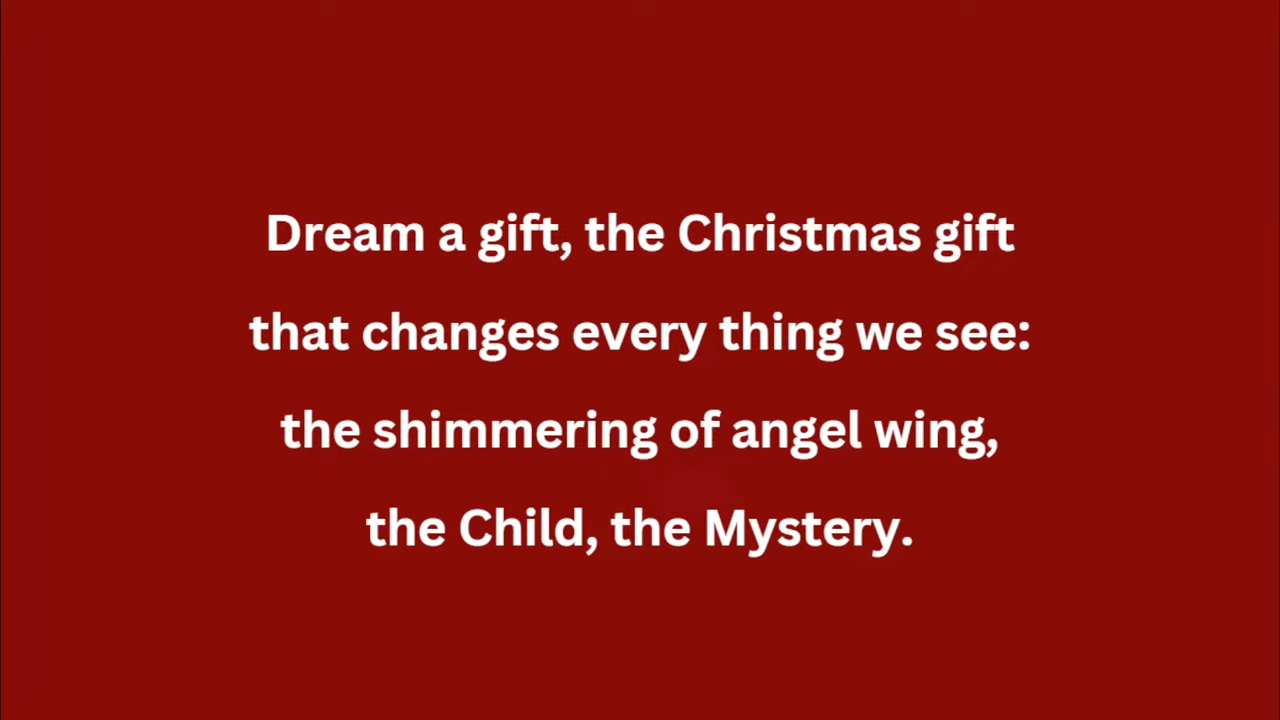 Dream a gift, the Christmas gift
that changes every thing we see:
the shimmering of angel wing,
the Child, the Mystery.